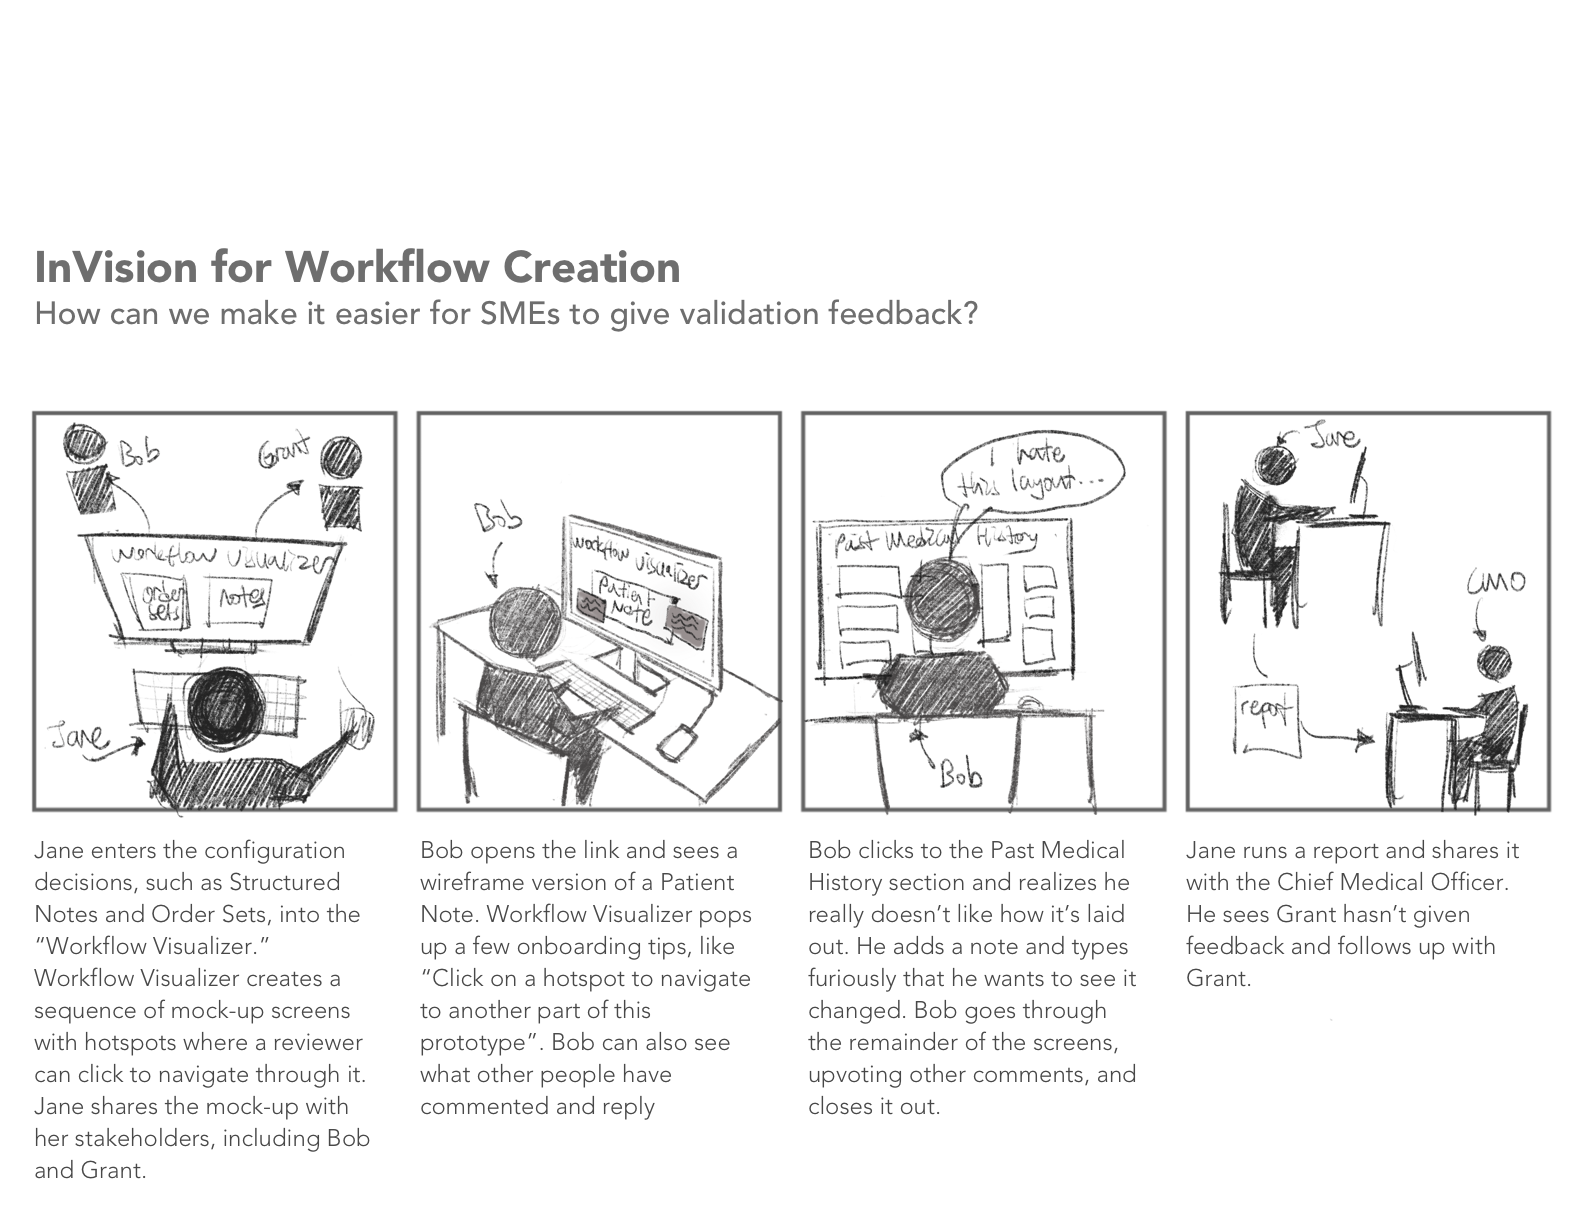 InVision for Workflow Creation
How can we make it easier for SMEs to give validation feedback?
Bob
Grant
Workflow Visualizer
order
sets
Notes
Jane
Bob
Workflow Visualizer
Patient
Note
I hate
this layout...
Past Medical History
Bob
Jane
CMO
report
Jane enters the configuration
decisions, such as Structured
Notes and Order Sets, into the
“Workflow Visualizer.”
Workflow Visualizer creates a
sequence of mock-up screens
with hotspots where a reviewer
can click to navigate through it.
Jane shares the mock-up with
her stakeholders, including Bob
and Grant.
Bob opens the link and sees a
wireframe version of a Patient
Note. Workflow Visualizer pops
up a few onboarding tips, like
“Click on a hotspot to navigate
to another part of this
prototype”. Bob can also see
what other people have
commented and reply
Bob clicks to the Past Medical
History section and realizes he
really doesn’t like how it’s laid
out. He adds a note and types
furiously that he wants to see it
changed. Bob goes through
the remainder of the screens,
upvoting other comments, and
closes it out.
Jane runs a report and shares it
with the Chief Medical Officer.
He sees Grant hasn’t given
feedback and follows up with
Grant.